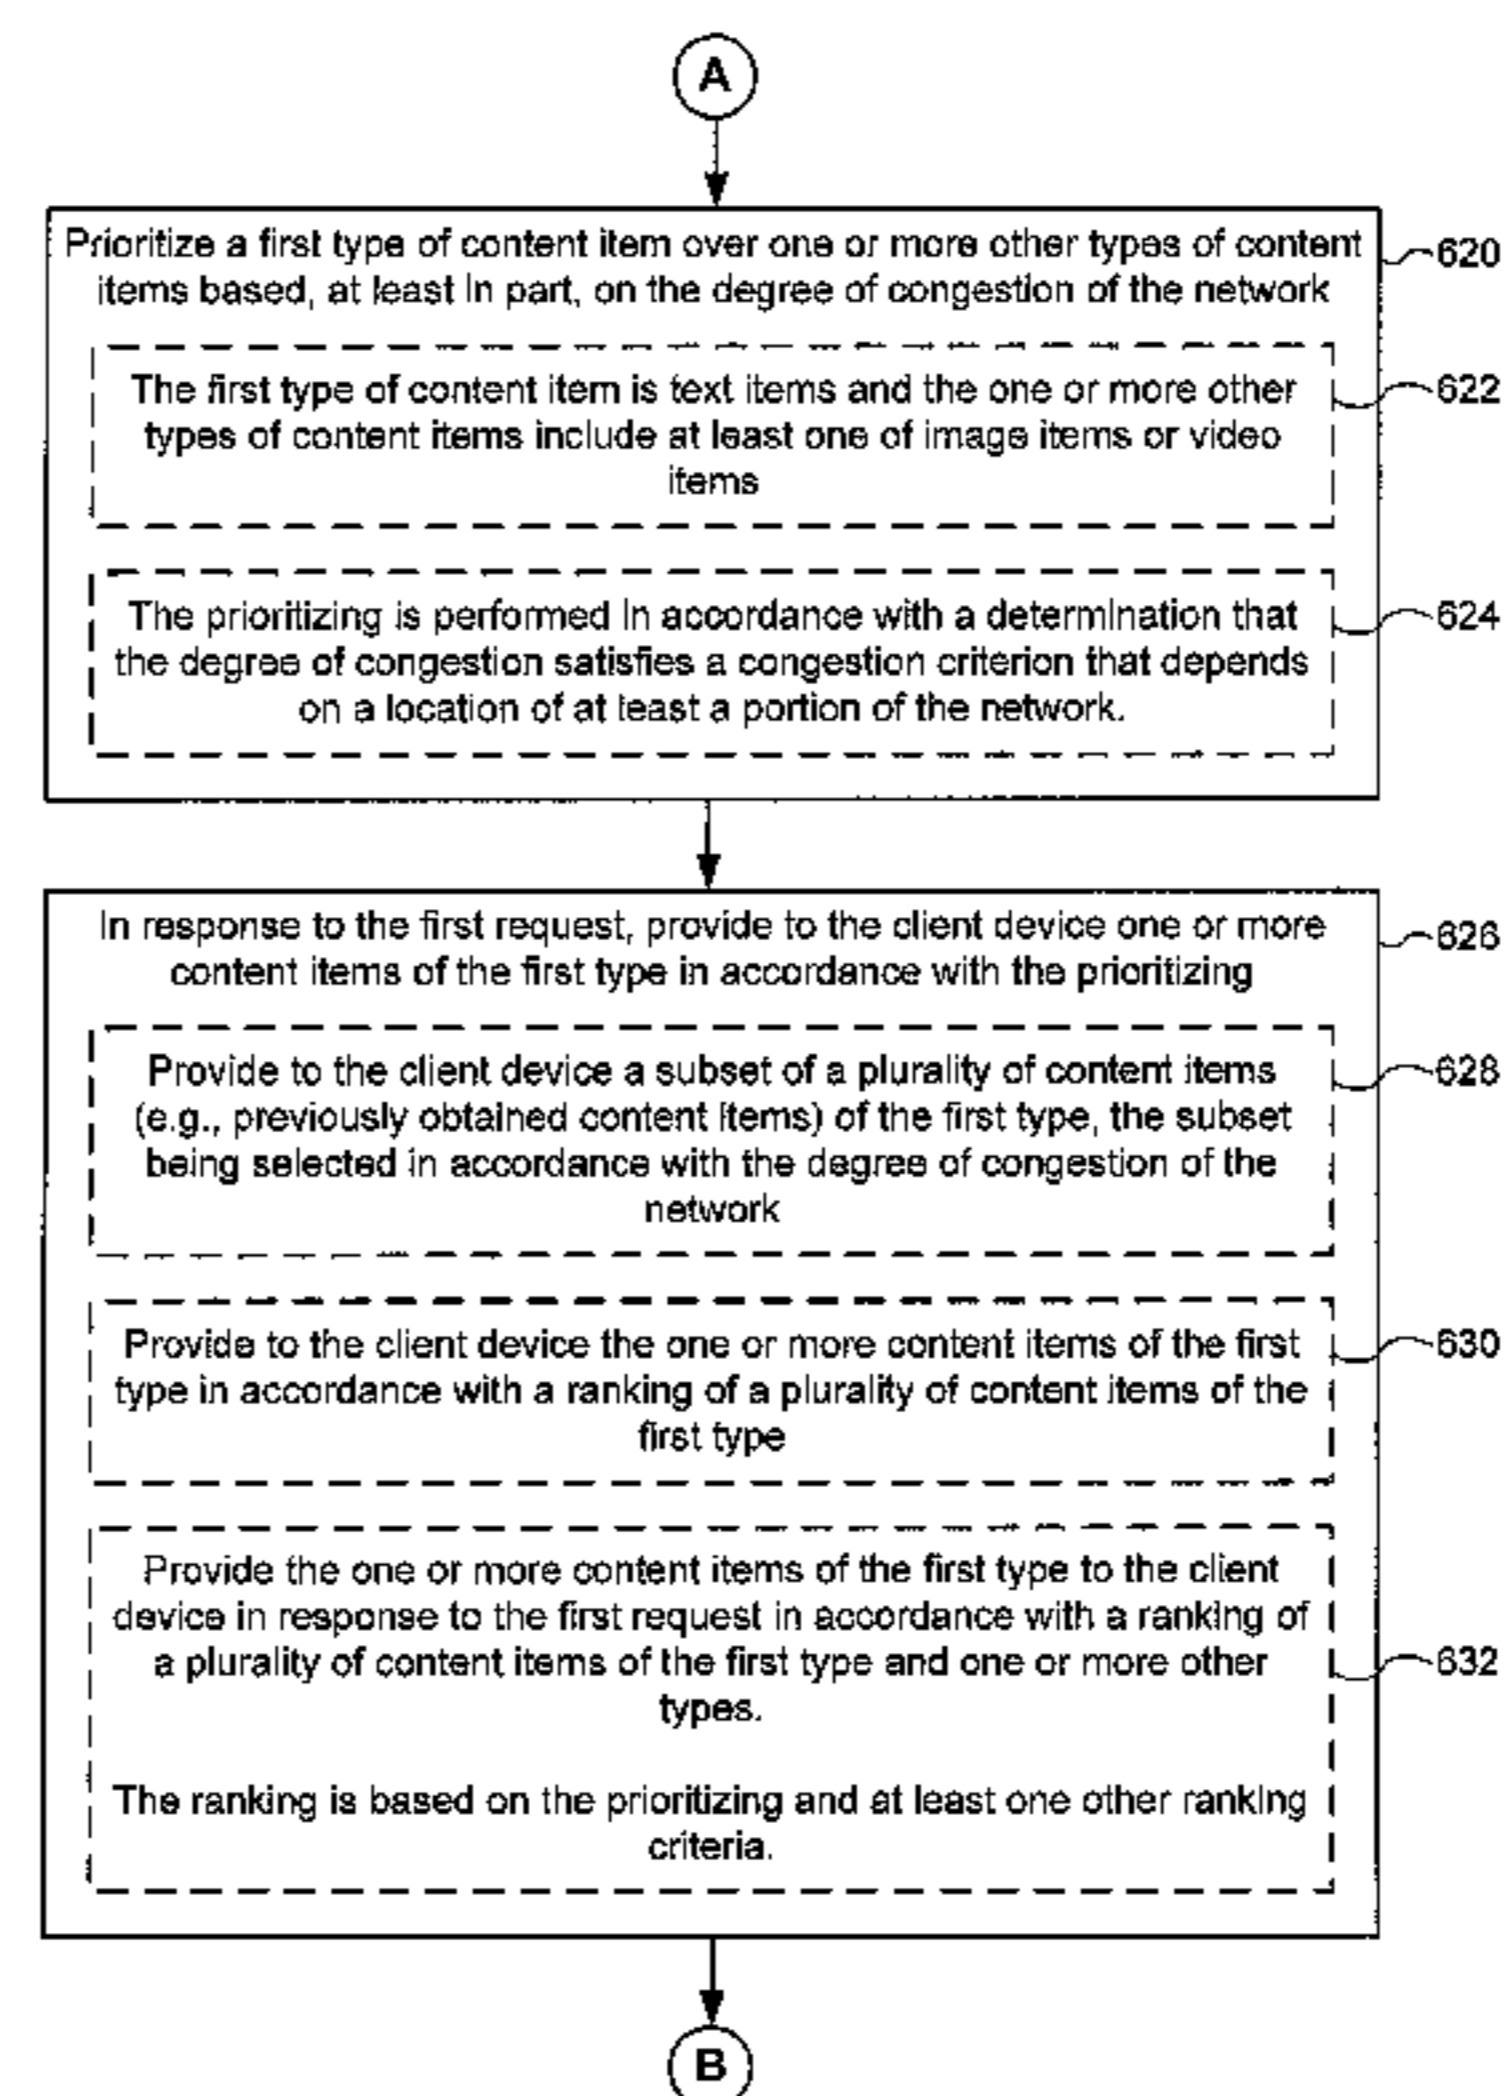 A
Prioritize a first type of content item over one or more other types of content
items based, at least in part, on the degree of congestion of the network
620
The first type of content item is text items and the one or more other
types of content items include at least one of image items or video
items
622
The prioritizing is performed in accordance with a determination that
the degree of congestion satisfies a congestion criterion that depends
on a location of at least a portion of the network.
624
In response to the first request, provide to the client device one or more
content items of the first type in accordance with the prioritizing
626
Provide to the client device a subset of a plurality of content items
(e.g., previously obtained content items) of the first type, the subset
being selected in accordance with the degree of congestion of the
network
628
Provide to the client device the one or more content items of the first
type in accordance with a ranking of a plurality of content items of the
first type
630
Provide the one or more content items of the first type to the client
device in response to the first request in accordance with a ranking of
a plurality of content items of the first type and one or more other
types.
632
The ranking is based on the prioritizing and at least one other ranking
criteria.
B